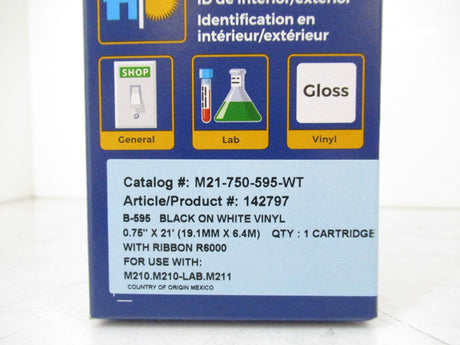 ID de interior/exterior
Identification en
intérieur/extérieur
SHOP
Gloss
General
Lab
Vinyl
Catalog #: M21-750-595-WT
Article/Product #: 142797
B-595 BLACK ON WHITE VINYL
0.75" X 21' (19.1MM X 6.4M) QTY : 1 CARTRIDGE
WITH RIBBON R6000
FOR USE WITH:
M210.M210-LAB.M211
COUNTRY OF ORIGIN MEXICO